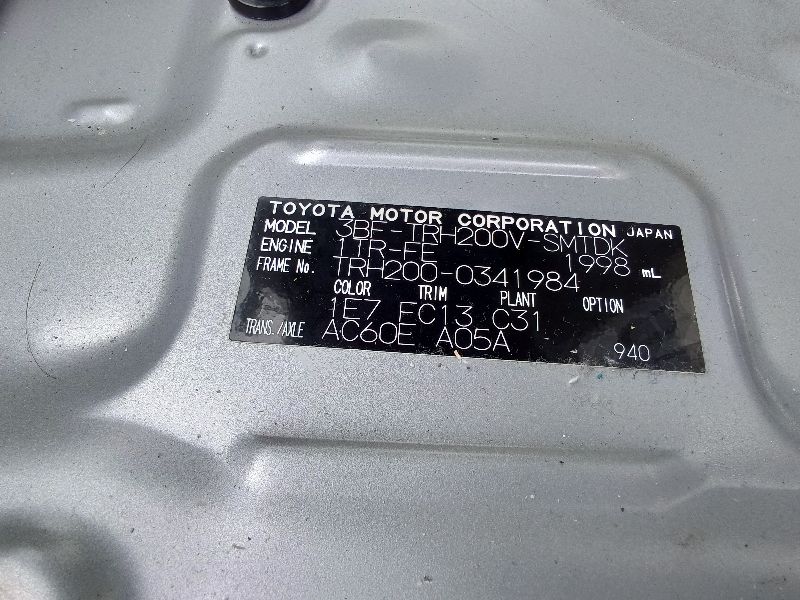 TOYOTA MOTOR CORPORATION JAPAN
MODEL 3BF-TRH200V-SMTDK
ENGINE 1TR-FE 1998 mL
FRAME No. TRH200-0341984
COLOR TRIM PLANT OPTION
1E7 FC13 C31
TRANS./AXLE AC60E A05A
940